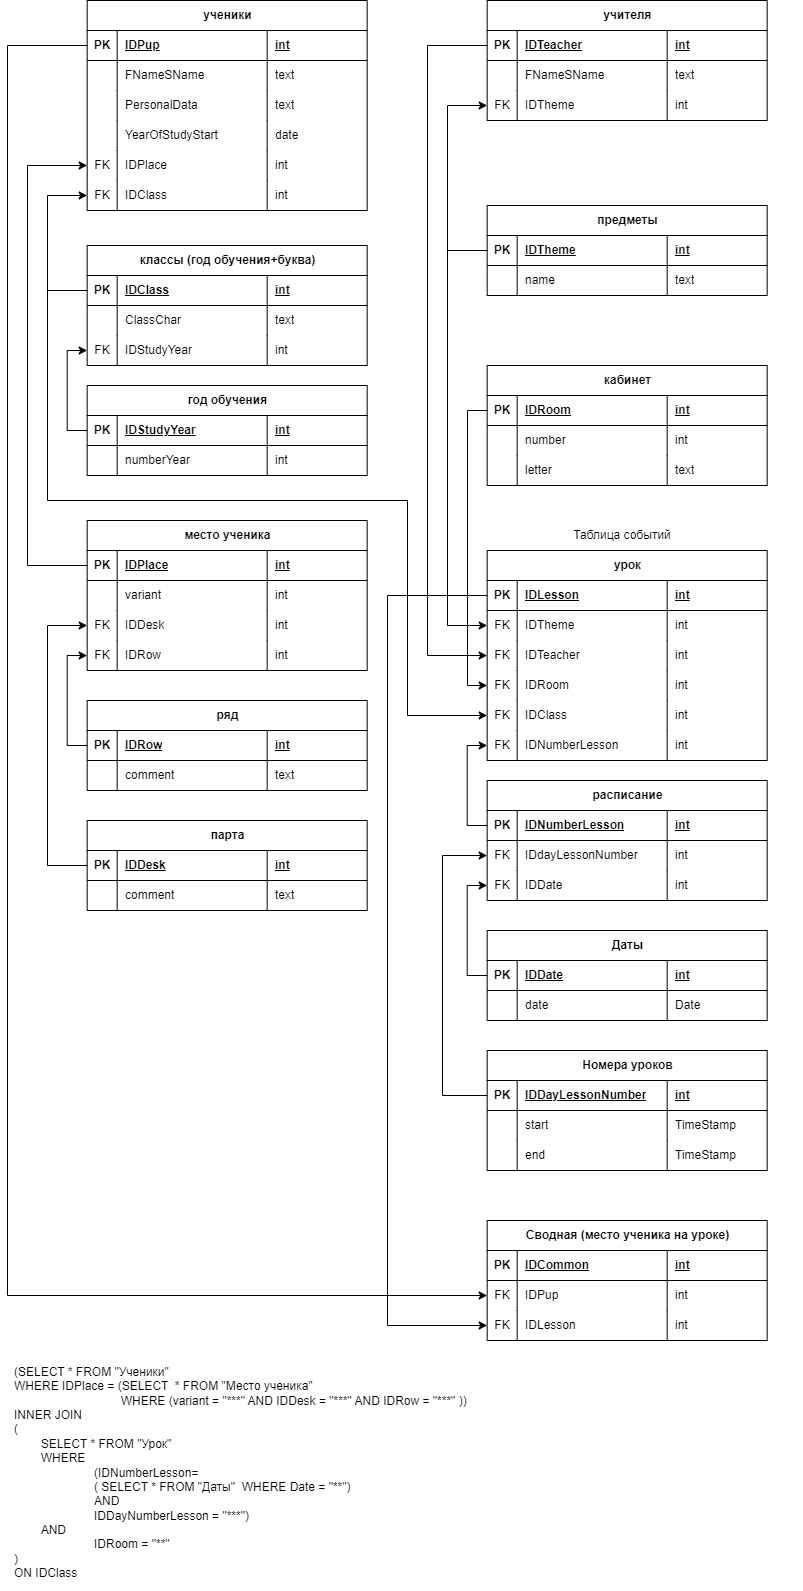 ученики
PK IDPup int
FNameSName text
PersonalData text
YearOfStudyStart date
FK IDPlace int
FK IDClass int
классы (год обучения+буква)
PK IDClass int
ClassChar text
FK IDStudyYear int
год обучения
PK IDStudyYear int
numberYear int
место ученика
PK IDPlace int
variant int
FK IDDesk int
FK IDRow int
ряд
PK IDRow int
comment text
парта
PK IDDesk int
comment text
учителя
PK IDTeacher int
FNameSName text
FK IDTheme int
предметы
PK IDTheme int
name text
кабинет
PK IDRoom int
number int
letter text
Таблица событий
урок
PK IDLesson int
FK IDTheme int
FK IDTeacher int
FK IDRoom int
FK IDClass int
FK IDNumberLesson int
расписание
PK IDNumberLesson int
FK IDdayLessonNumber int
FK IDDate int
Даты
PK IDDate int
date Date
Номера уроков
PK IDDayLessonNumber int
start TimeStamp
end TimeStamp
Сводная (место ученика на уроке)
PK IDCommon int
FK IDPup int
FK IDLesson int
(SELECT * FROM "Ученики"
WHERE IDPlace = (SELECT * FROM "Место ученика"
WHERE (variant = "***" AND IDDesk = "***" AND IDRow = "***" ))
INNER JOIN
(
SELECT * FROM "Урок"
WHERE
(IDNumberLesson=
( SELECT * FROM "Даты" WHERE Date = "**")
AND
IDDayNumberLesson = "***")
AND
IDRoom = "**"
)
ON IDClass